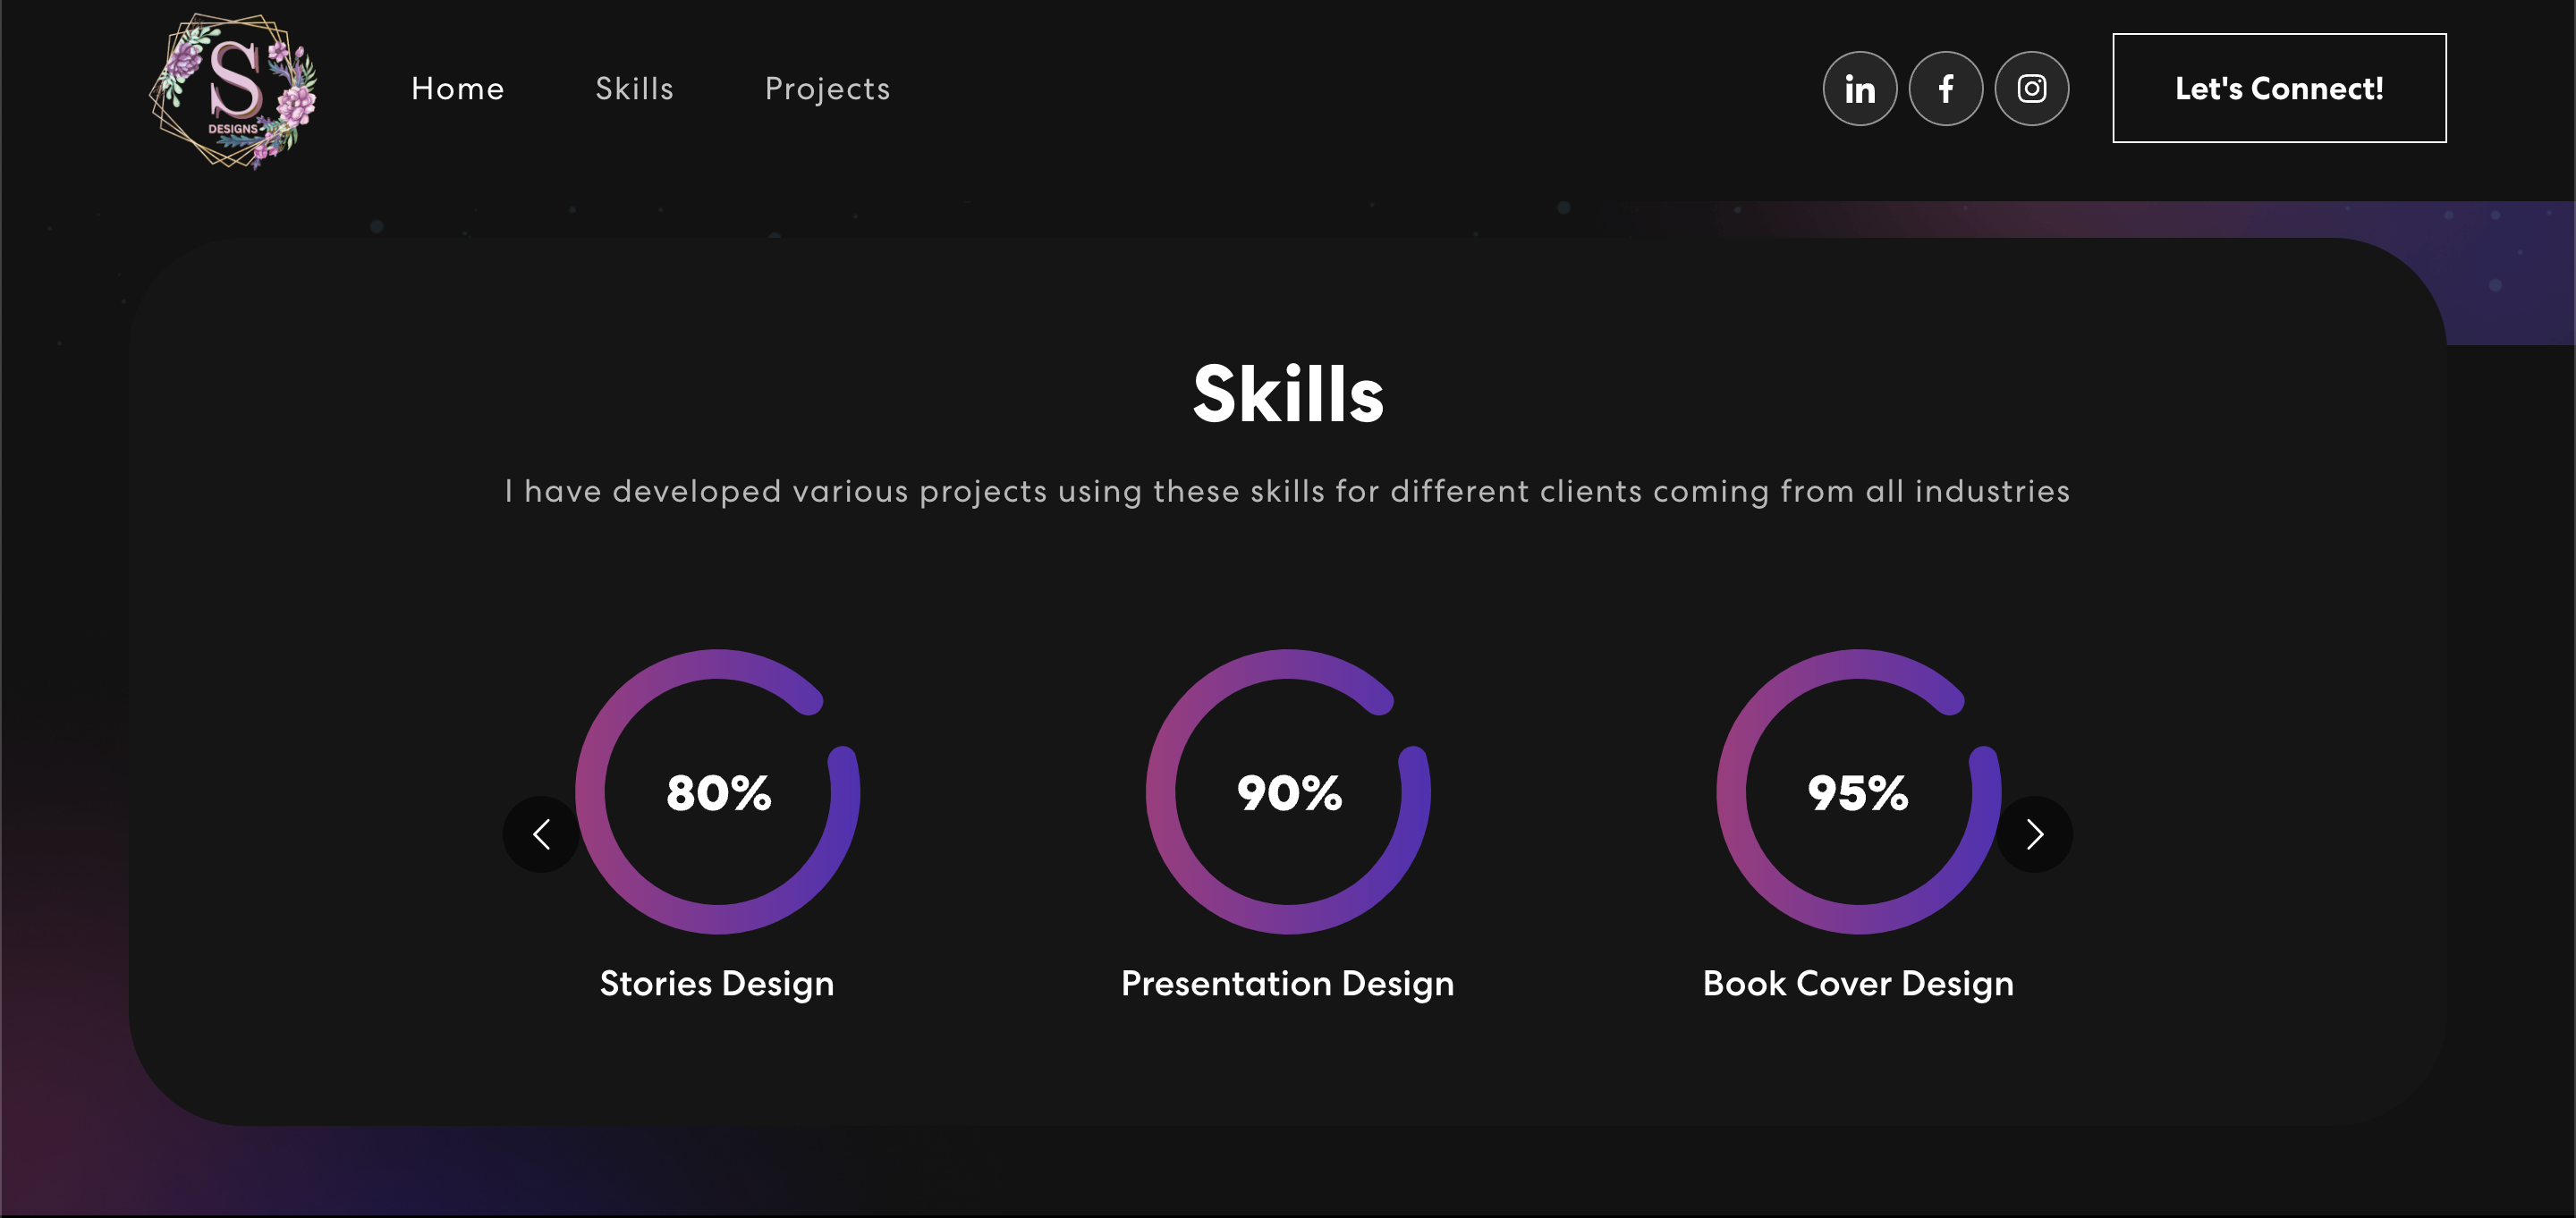 S
DESIGNS
Home
Skills
Projects
Let's Connect!
Skills
I have developed various projects using these skills for different clients coming from all industries
80%
90%
95%
Stories Design
Presentation Design
Book Cover Design